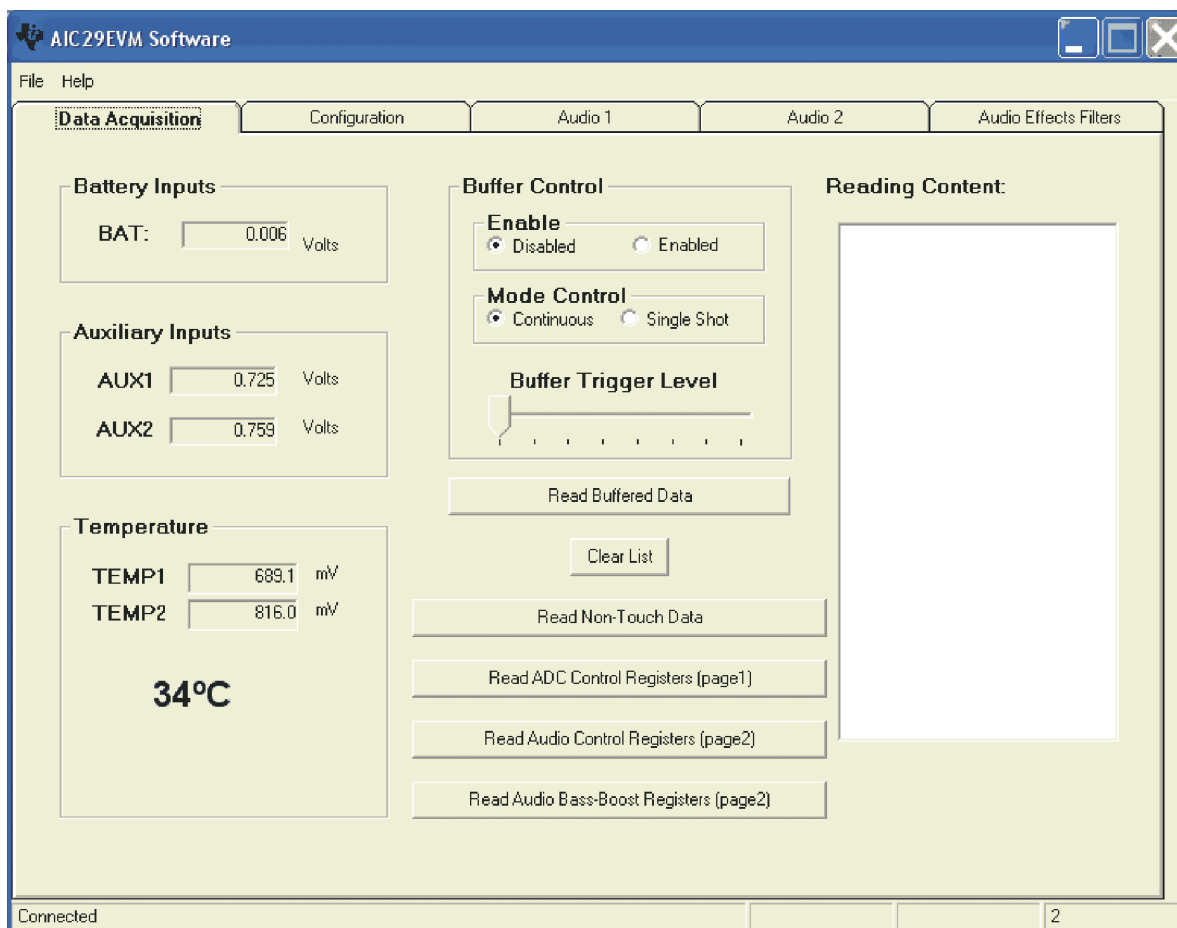 AIC29EVM Software
File Help
Data Acquisition Configuration Audio 1 Audio 2 Audio Effects Filters
Battery Inputs
BAT: 0.006 Volts
Auxiliary Inputs
AUX1 0.725 Volts
AUX2 0.759 Volts
Temperature
TEMP1 689.1 mV
TEMP2 816.0 mV
34ºC
Buffer Control
Enable
Disabled Enabled
Mode Control
Continuous Single Shot
Buffer Trigger Level
Read Buffered Data
Clear List
Read Non-Touch Data
Read ADC Control Registers (page1)
Read Audio Control Registers (page2)
Read Audio Bass-Boost Registers (page2)
Reading Content:
Connected 2